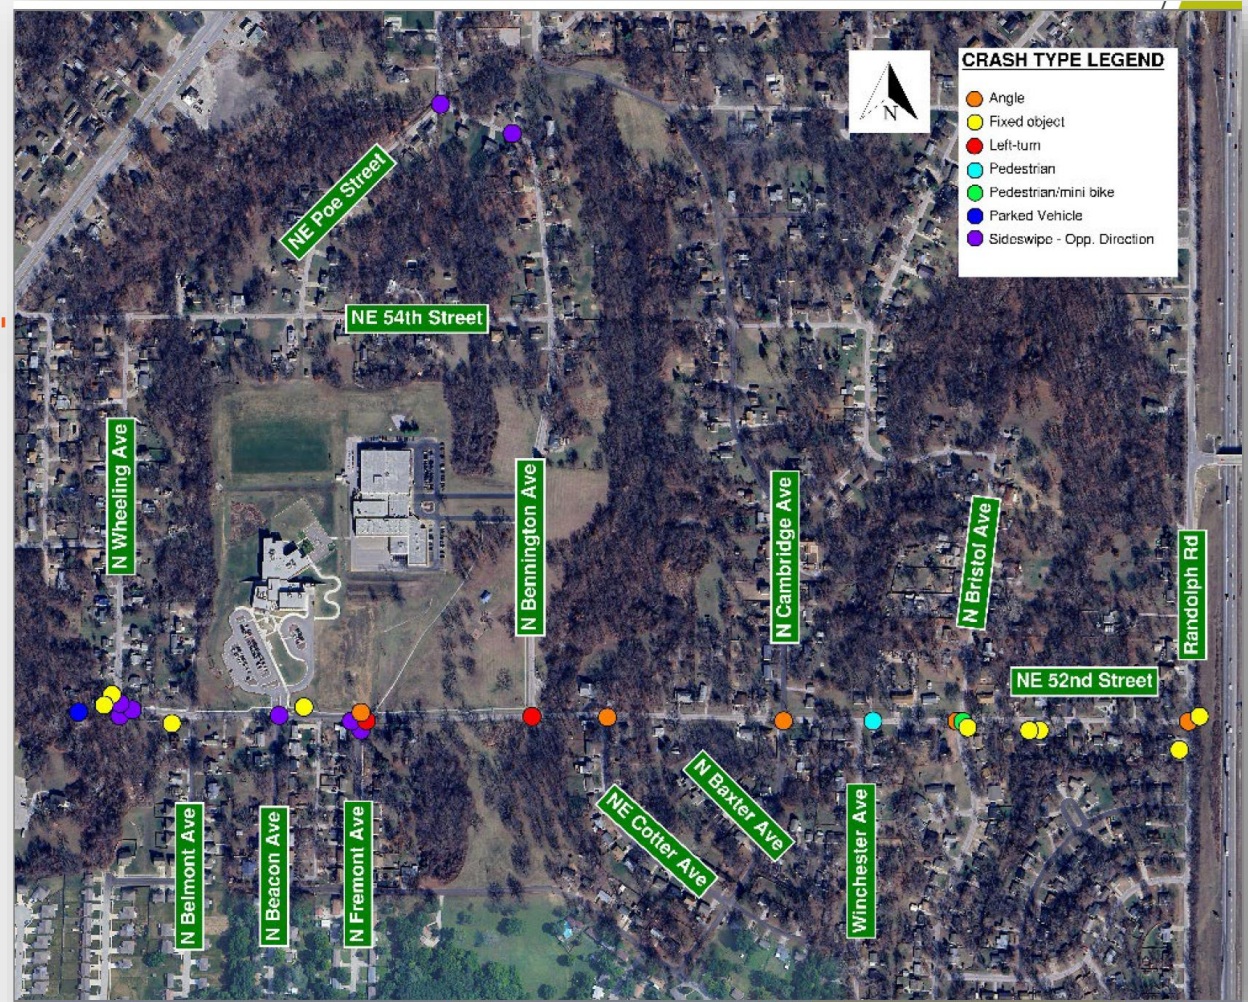 N
CRASH TYPE LEGEND
Angle
Fixed object
Left-turn
Pedestrian
Pedestrian/mini bike
Parked Vehicle
Sideswipe - Opp. Direction
NE Poe Street
NE 54th Street
N Wheeling Ave
N Bennington Ave
N Cambridge Ave
N Bristol Ave
Randolph Rd
NE 52nd Street
N Belmont Ave
N Beacon Ave
N Fremont Ave
NE Cotter Ave
N Baxter Ave
Winchester Ave